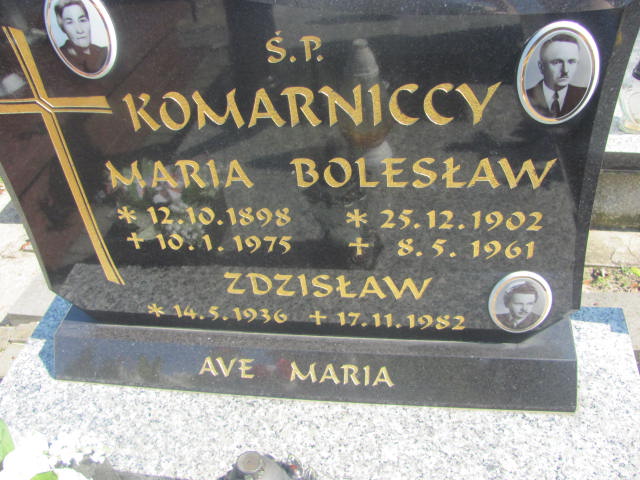 Ś.P.
KOMARNICCY
MARIA BOLESŁAW
* 12.10.1898 * 25.12.1902
+ 10.1.1975 + 8.5.1961
ZDZISŁAW
* 14.5.1936 + 17.11.1982
AVE MARIA